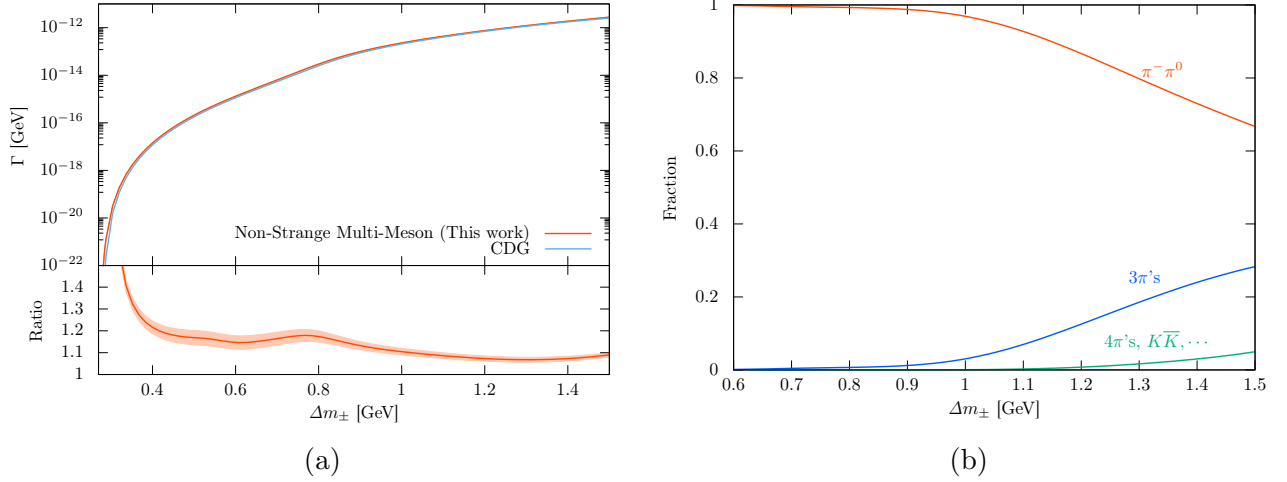 10⁻¹²
10⁻¹⁴
10⁻¹⁶
10⁻¹⁸
10⁻²⁰
10⁻²²
Γ [GeV]
Non-Strange Multi-Meson (This work)
CDG
1.4
1.3
1.2
1.1
1
Ratio
0.4 0.6 0.8 1 1.2 1.4
Δm± [GeV]
(a)
1
0.8
0.6
0.4
0.2
0
Fraction
π⁻π⁰
3π's
4π's, K𝐾̅, ⋯
0.6 0.7 0.8 0.9 1 1.1 1.2 1.3 1.4 1.5
Δm± [GeV]
(b)